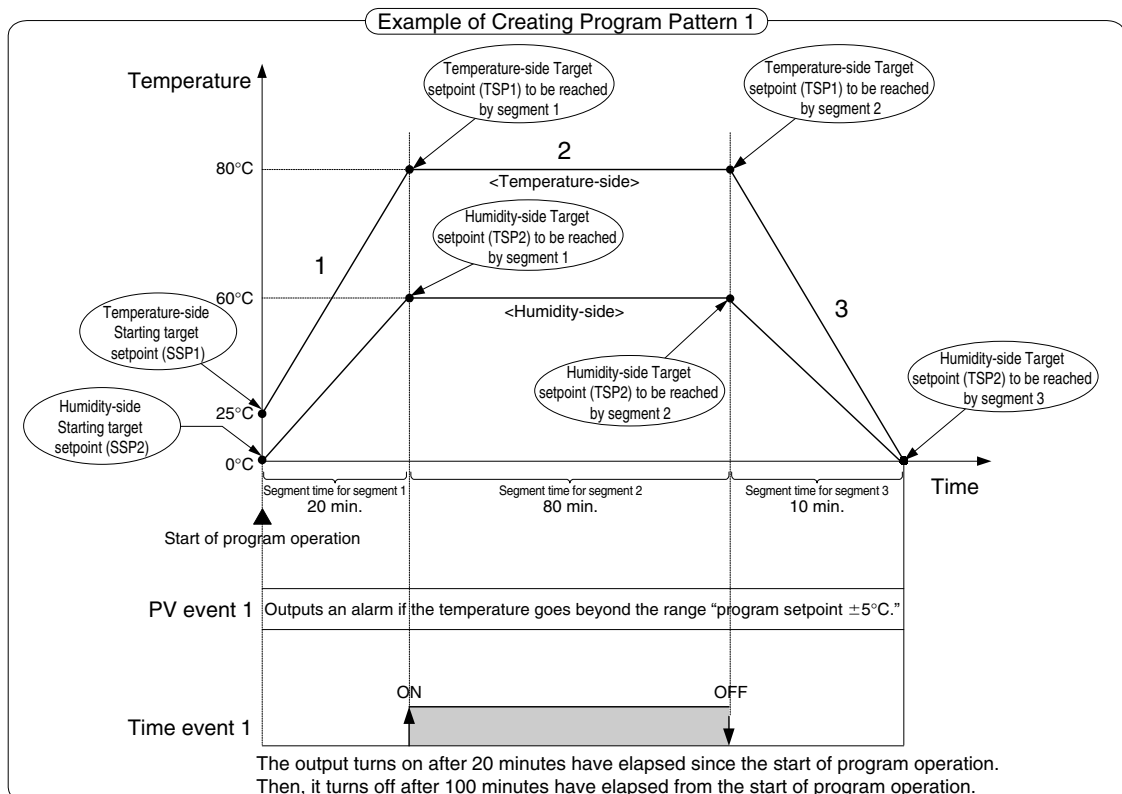 Example of Creating Program Pattern 1
Temperature
Temperature-side Target
setpoint (TSP1) to be reached
by segment 1
Temperature-side Target
setpoint (TSP1) to be reached
by segment 2
2
80°C
<Temperature-side>
Humidity-side Target
setpoint (TSP2) to be reached
by segment 1
1
60°C
<Humidity-side>
3
Temperature-side
Starting target
setpoint (SSP1)
Humidity-side Target
setpoint (TSP2) to be reached
by segment 2
Humidity-side Target
setpoint (TSP2) to be reached
by segment 3
25°C
Humidity-side
Starting target
setpoint (SSP2)
0°C
Time
Segment time for segment 1
20 min.
Segment time for segment 2
80 min.
Segment time for segment 3
10 min.
Start of program operation
PV event 1
Outputs an alarm if the temperature goes beyond the range “program setpoint ±5°C.”
ON
OFF
Time event 1
The output turns on after 20 minutes have elapsed since the start of program operation.
Then, it turns off after 100 minutes have elapsed from the start of program operation.